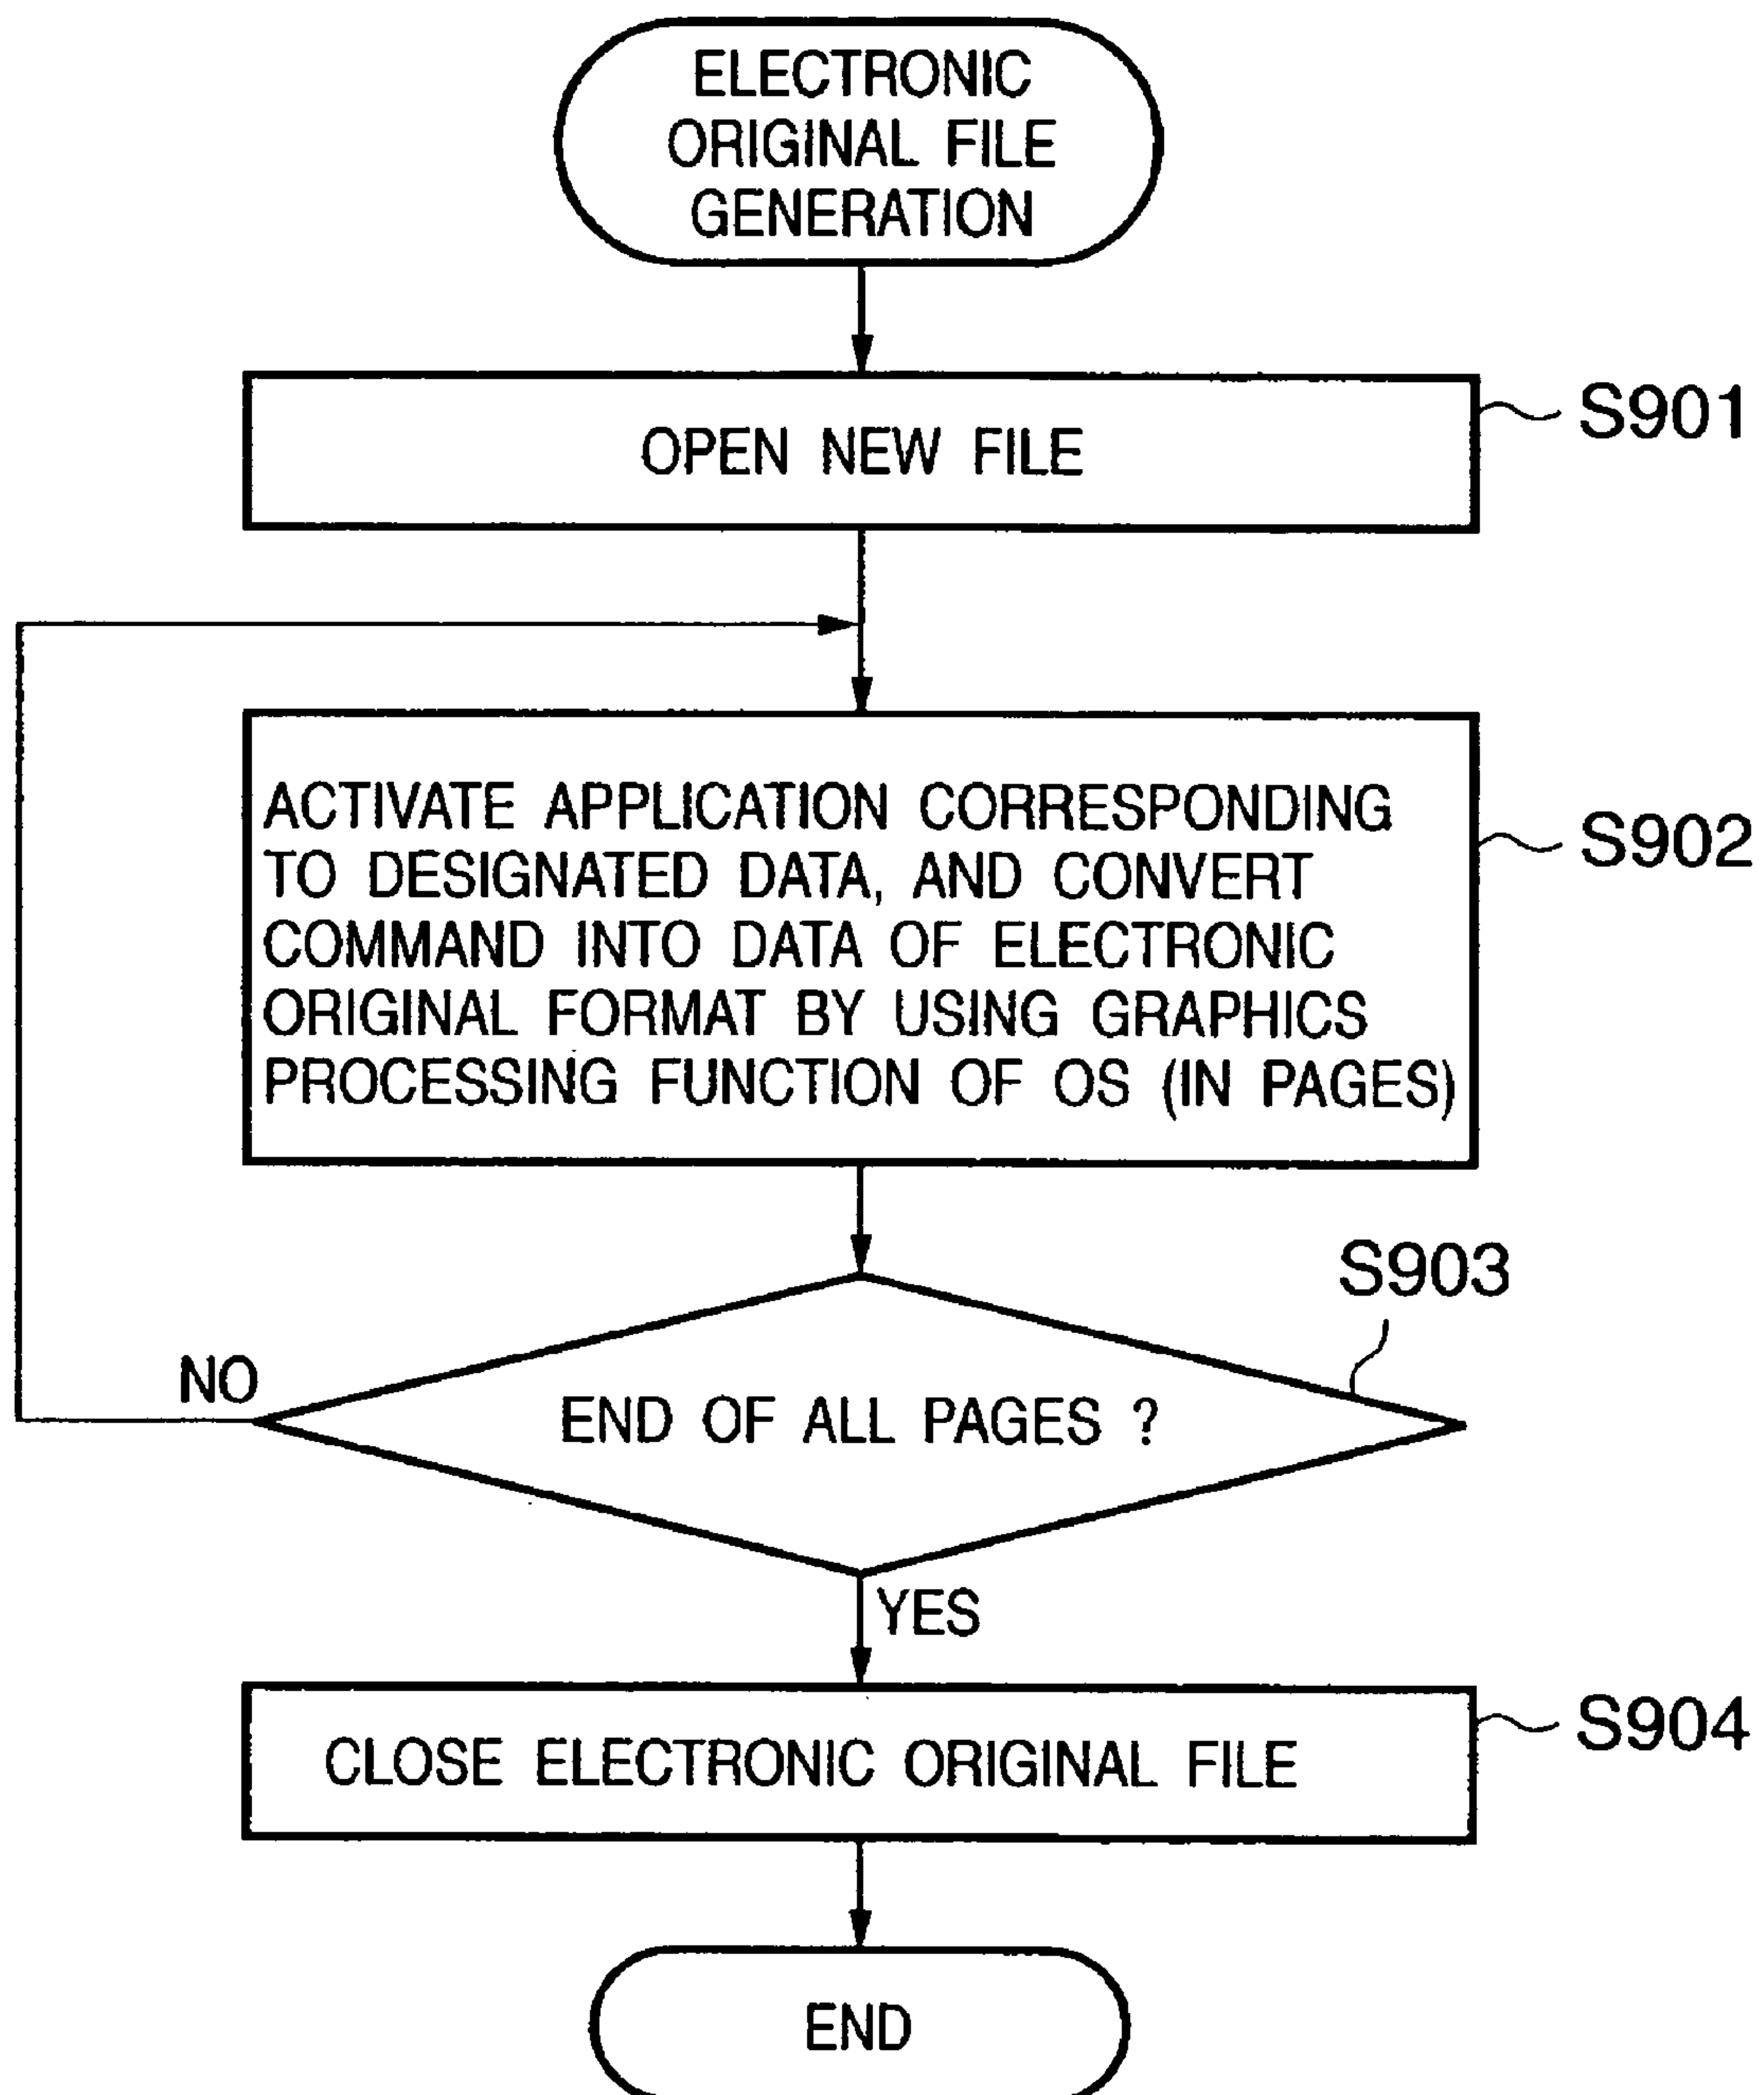 ELECTRONIC
ORIGINAL FILE
GENERATION
OPEN NEW FILE
S901
ACTIVATE APPLICATION CORRESPONDING
TO DESIGNATED DATA, AND CONVERT
COMMAND INTO DATA OF ELECTRONIC
ORIGINAL FORMAT BY USING GRAPHICS
PROCESSING FUNCTION OF OS (IN PAGES)
S902
S903
NO
END OF ALL PAGES ?
YES
CLOSE ELECTRONIC ORIGINAL FILE
S904
END